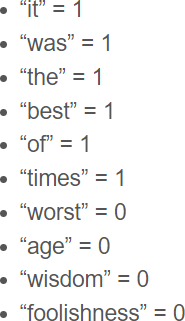 • “it” = 1
• “was” = 1
• “the” = 1
• “best” = 1
• “of” = 1
• “times” = 1
• “worst” = 0
• “age” = 0
• “wisdom” = 0
• “foolishness” = 0